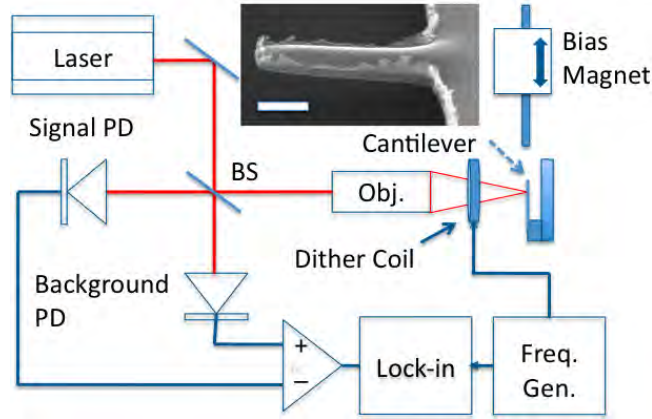 Laser
Bias
Magnet
Signal PD
Cantilever
BS
Obj.
Dither Coil
Background
PD
+
−
Lock-in
Freq.
Gen.